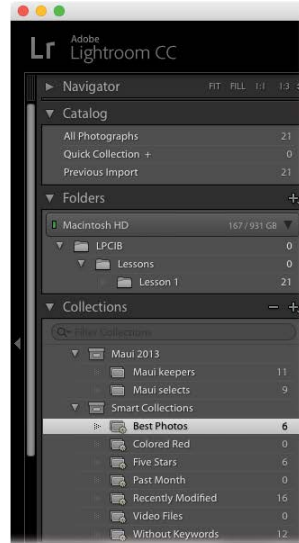 Adobe
Lr Lightroom CC
Navigator FIT FILL 1:1 1:3
Catalog
All Photographs 21
Quick Collection + 0
Previous Import 21
Folders +
Macintosh HD 167 / 931 GB
LPCIB 0
Lessons 0
Lesson 1 21
Collections − +
Filter Collections
Maui 2013
Maui keepers 11
Maui selects 9
Smart Collections
Best Photos 6
Colored Red 0
Five Stars 6
Past Month 0
Recently Modified 16
Video Files 0
Without Keywords 12